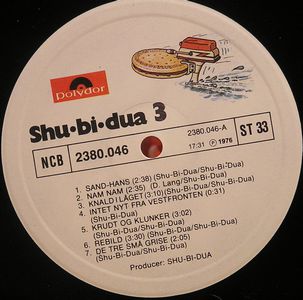 Polydor
Shu·bi·dua 3
NCB 2380.046
2380.046-A
17:31 Ⓟ 1976
ST 33
1. SAND-HANS (2:38) (Shu-Bi-Dua/Shu-Bi-Dua)
2. NAM NAM (2:35) (D. Lang/Shu-Bi-Dua)
3. KNALD I LÅGET (3:10) (Shu-Bi-Dua/Shu-Bi-Dua)
4. INTET NYT FRA VESTFRONTEN (0:31)
(Shu-Bi-Dua)
5. KRUDT OG KLUNKER (3:02)
(Shu-Bi-Dua/Shu-Bi-Dua)
6. REBILD (3:30) (Shu-Bi-Dua/Shu-Bi-Dua)
7. DE TRE SMÅ GRISE (2:05)
(Shu-Bi-Dua/Shu-Bi-Dua)
Producer: SHU-BI-DUA